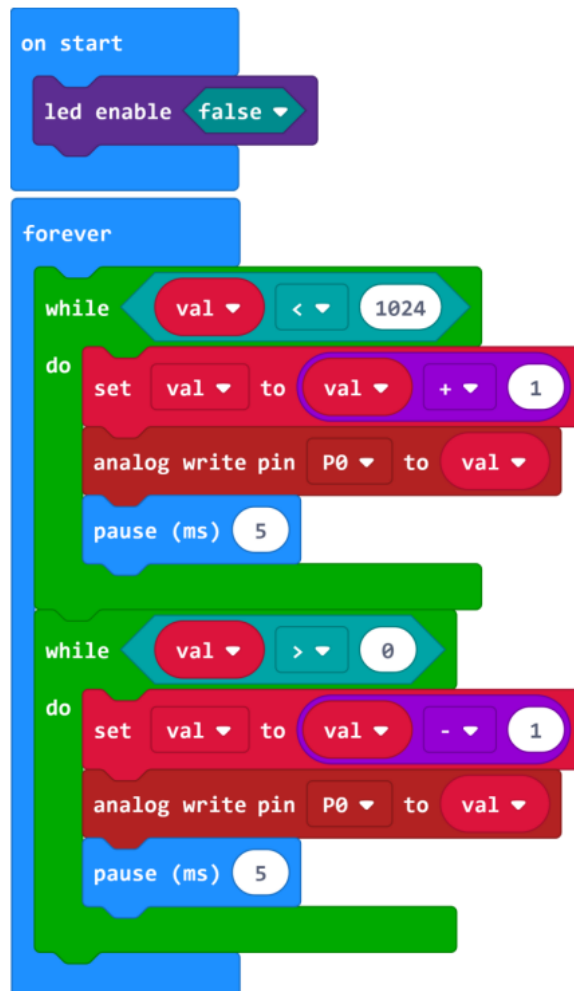 on start
led enable false
forever
while val < 1024
do
set val to val + 1
analog write pin P0 to val
pause (ms) 5
while val > 0
do
set val to val - 1
analog write pin P0 to val
pause (ms) 5